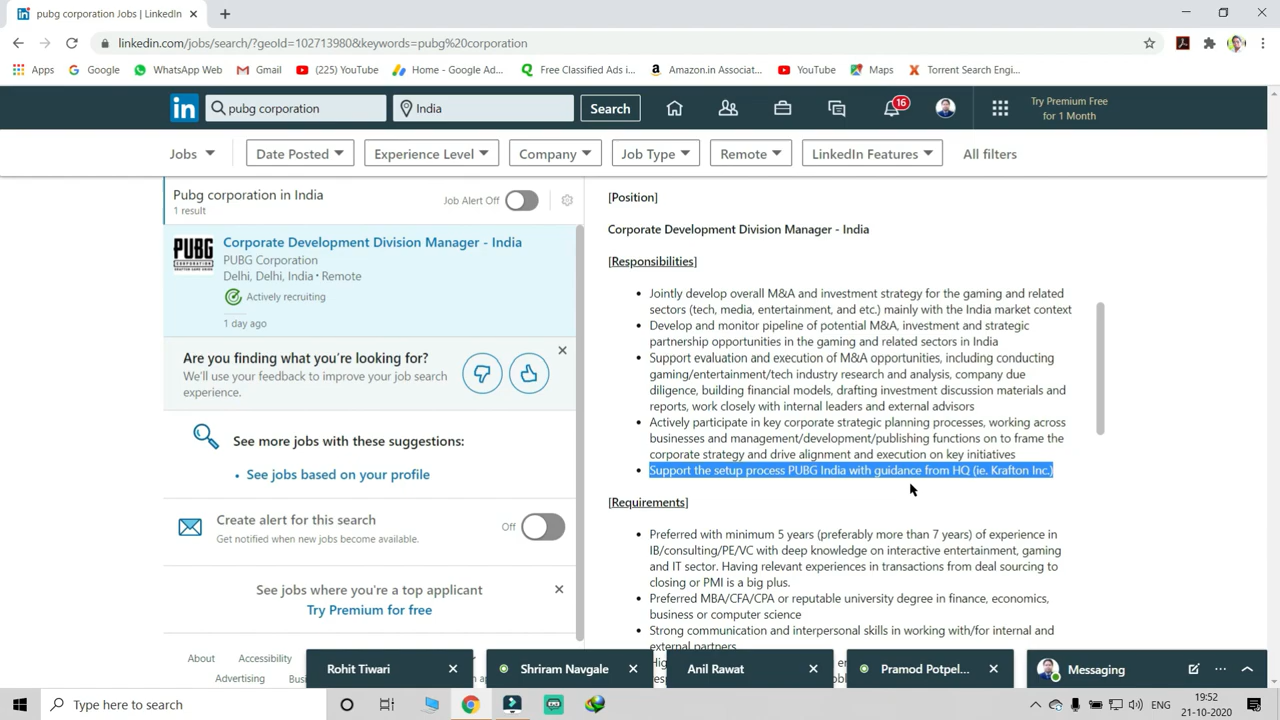 pubg corporation Jobs | LinkedIn
linkedin.com/jobs/search/?geoId=102713980&keywords=pubg%20corporation
Apps
Google
WhatsApp Web
Gmail
(225) YouTube
Home - Google Ad...
Free Classified Ads i...
Amazon.in Associat...
YouTube
Maps
Torrent Search Engi...
in
pubg corporation
India
Search
16
Try Premium Free
for 1 Month
Jobs
Date Posted
Experience Level
Company
Job Type
Remote
LinkedIn Features
All filters
Pubg corporation in India
1 result
Job Alert Off
PUBG
CORPORATION
Corporate Development Division Manager - India
PUBG Corporation
Delhi, Delhi, India • Remote
Actively recruiting
1 day ago
Are you finding what you're looking for?
We'll use your feedback to improve your job search
experience.
See more jobs with these suggestions:
• See jobs based on your profile
Create alert for this search
Get notified when new jobs become available.
Off
See jobs where you're a top applicant
Try Premium for free
About
Accessibility
Advertising
[Position]
Corporate Development Division Manager - India
[Responsibilities]
• Jointly develop overall M&A and investment strategy for the gaming and related
sectors (tech, media, entertainment, and etc.) mainly with the India market context
• Develop and monitor pipeline of potential M&A, investment and strategic
partnership opportunities in the gaming and related sectors in India
• Support evaluation and execution of M&A opportunities, including conducting
gaming/entertainment/tech industry research and analysis, company due
diligence, building financial models, drafting investment discussion materials and
reports, work closely with internal leaders and external advisors
• Actively participate in key corporate strategic planning processes, working across
businesses and management/development/publishing functions on to frame the
corporate strategy and drive alignment and execution on key initiatives
• Support the setup process PUBG India with guidance from HQ (ie. Krafton Inc.)
[Requirements]
• Preferred with minimum 5 years (preferably more than 7 years) of experience in
IB/consulting/PE/VC with deep knowledge on interactive entertainment, gaming
and IT sector. Having relevant experiences in transactions from deal sourcing to
closing or PMI is a big plus.
• Preferred MBA/CFA/CPA or reputable university degree in finance, economics,
business or computer science
• Strong communication and interpersonal skills in working with/for internal and
external partners
Rohit Tiwari
Shriram Navgale
Anil Rawat
Pramod Potpel...
Messaging
Type here to search
ENG
19:52
21-10-2020